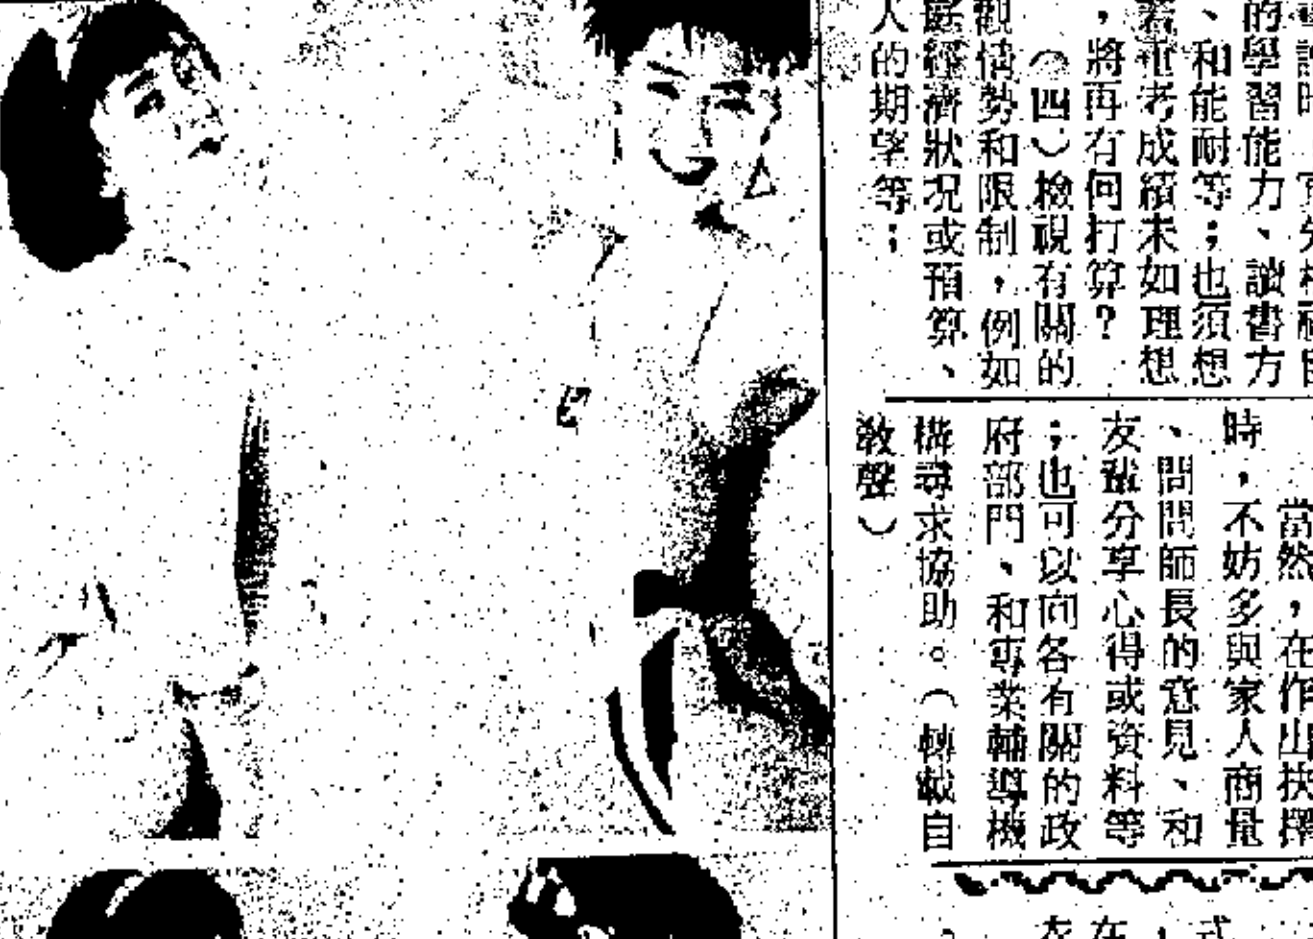 的學習能力、讀書方
、和能耐等；也須想
若重考成績未如理想
，將再有何打算？
（四）檢視有關的
觀情勢和限制，例如
庭經濟狀況或預算、
人的期望等；
當然，在作出抉擇
時，不妨多與家人商量
、問問師長的意見、和
友輩分享心得或資料等
；也可以向各有關的政
府部門、和專業輔導機
構尋求協助。（轉載自
教聲）